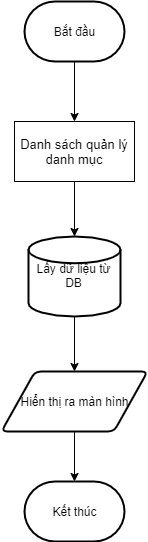 Bắt đầu
Danh sách quản lý
danh mục
Lấy dữ liệu từ
DB
Hiển thị ra màn hình
Kết thúc